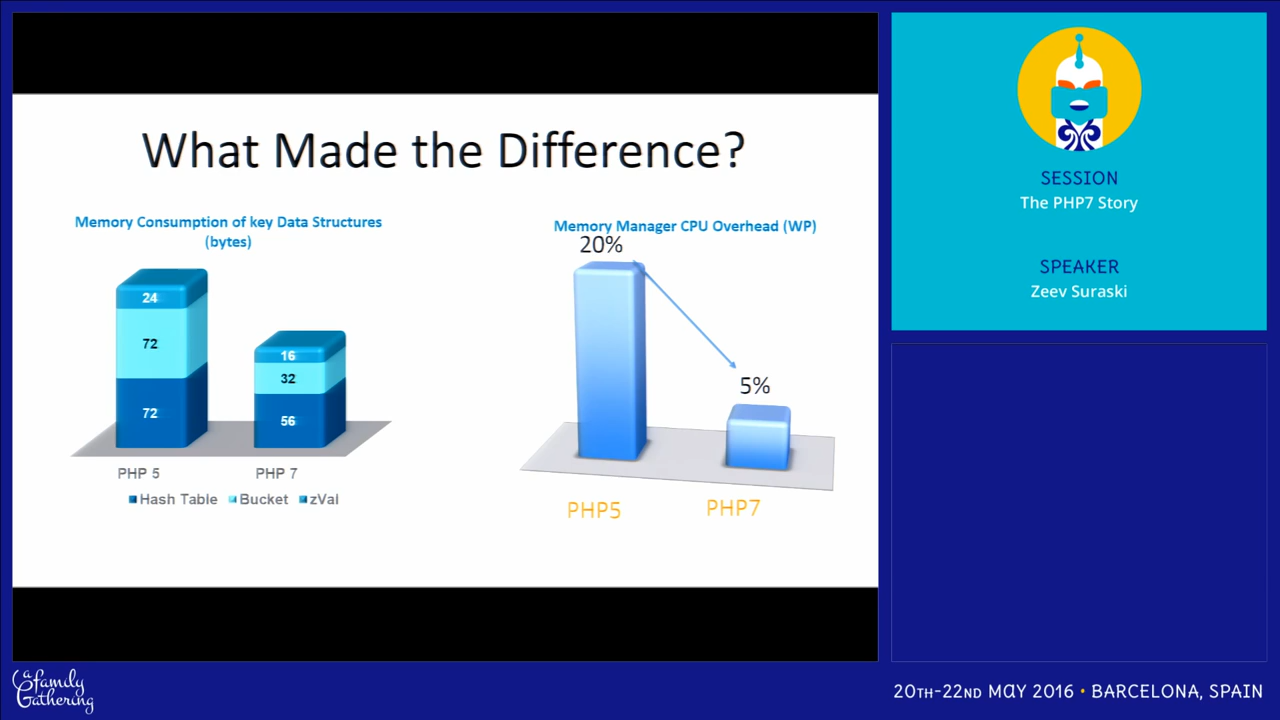 What Made the Difference?
Memory Consumption of key Data Structures
(bytes)
24
72
72
16
32
56
PHP 5
PHP 7
Hash Table
Bucket
zVal
Memory Manager CPU Overhead (WP)
20%
5%
PHP5
PHP7
SESSION
The PHP7 Story
SPEAKER
Zeev Suraski
a family
Gathering
20TH-22ND MAY 2016 • BARCELONA, SPAIN